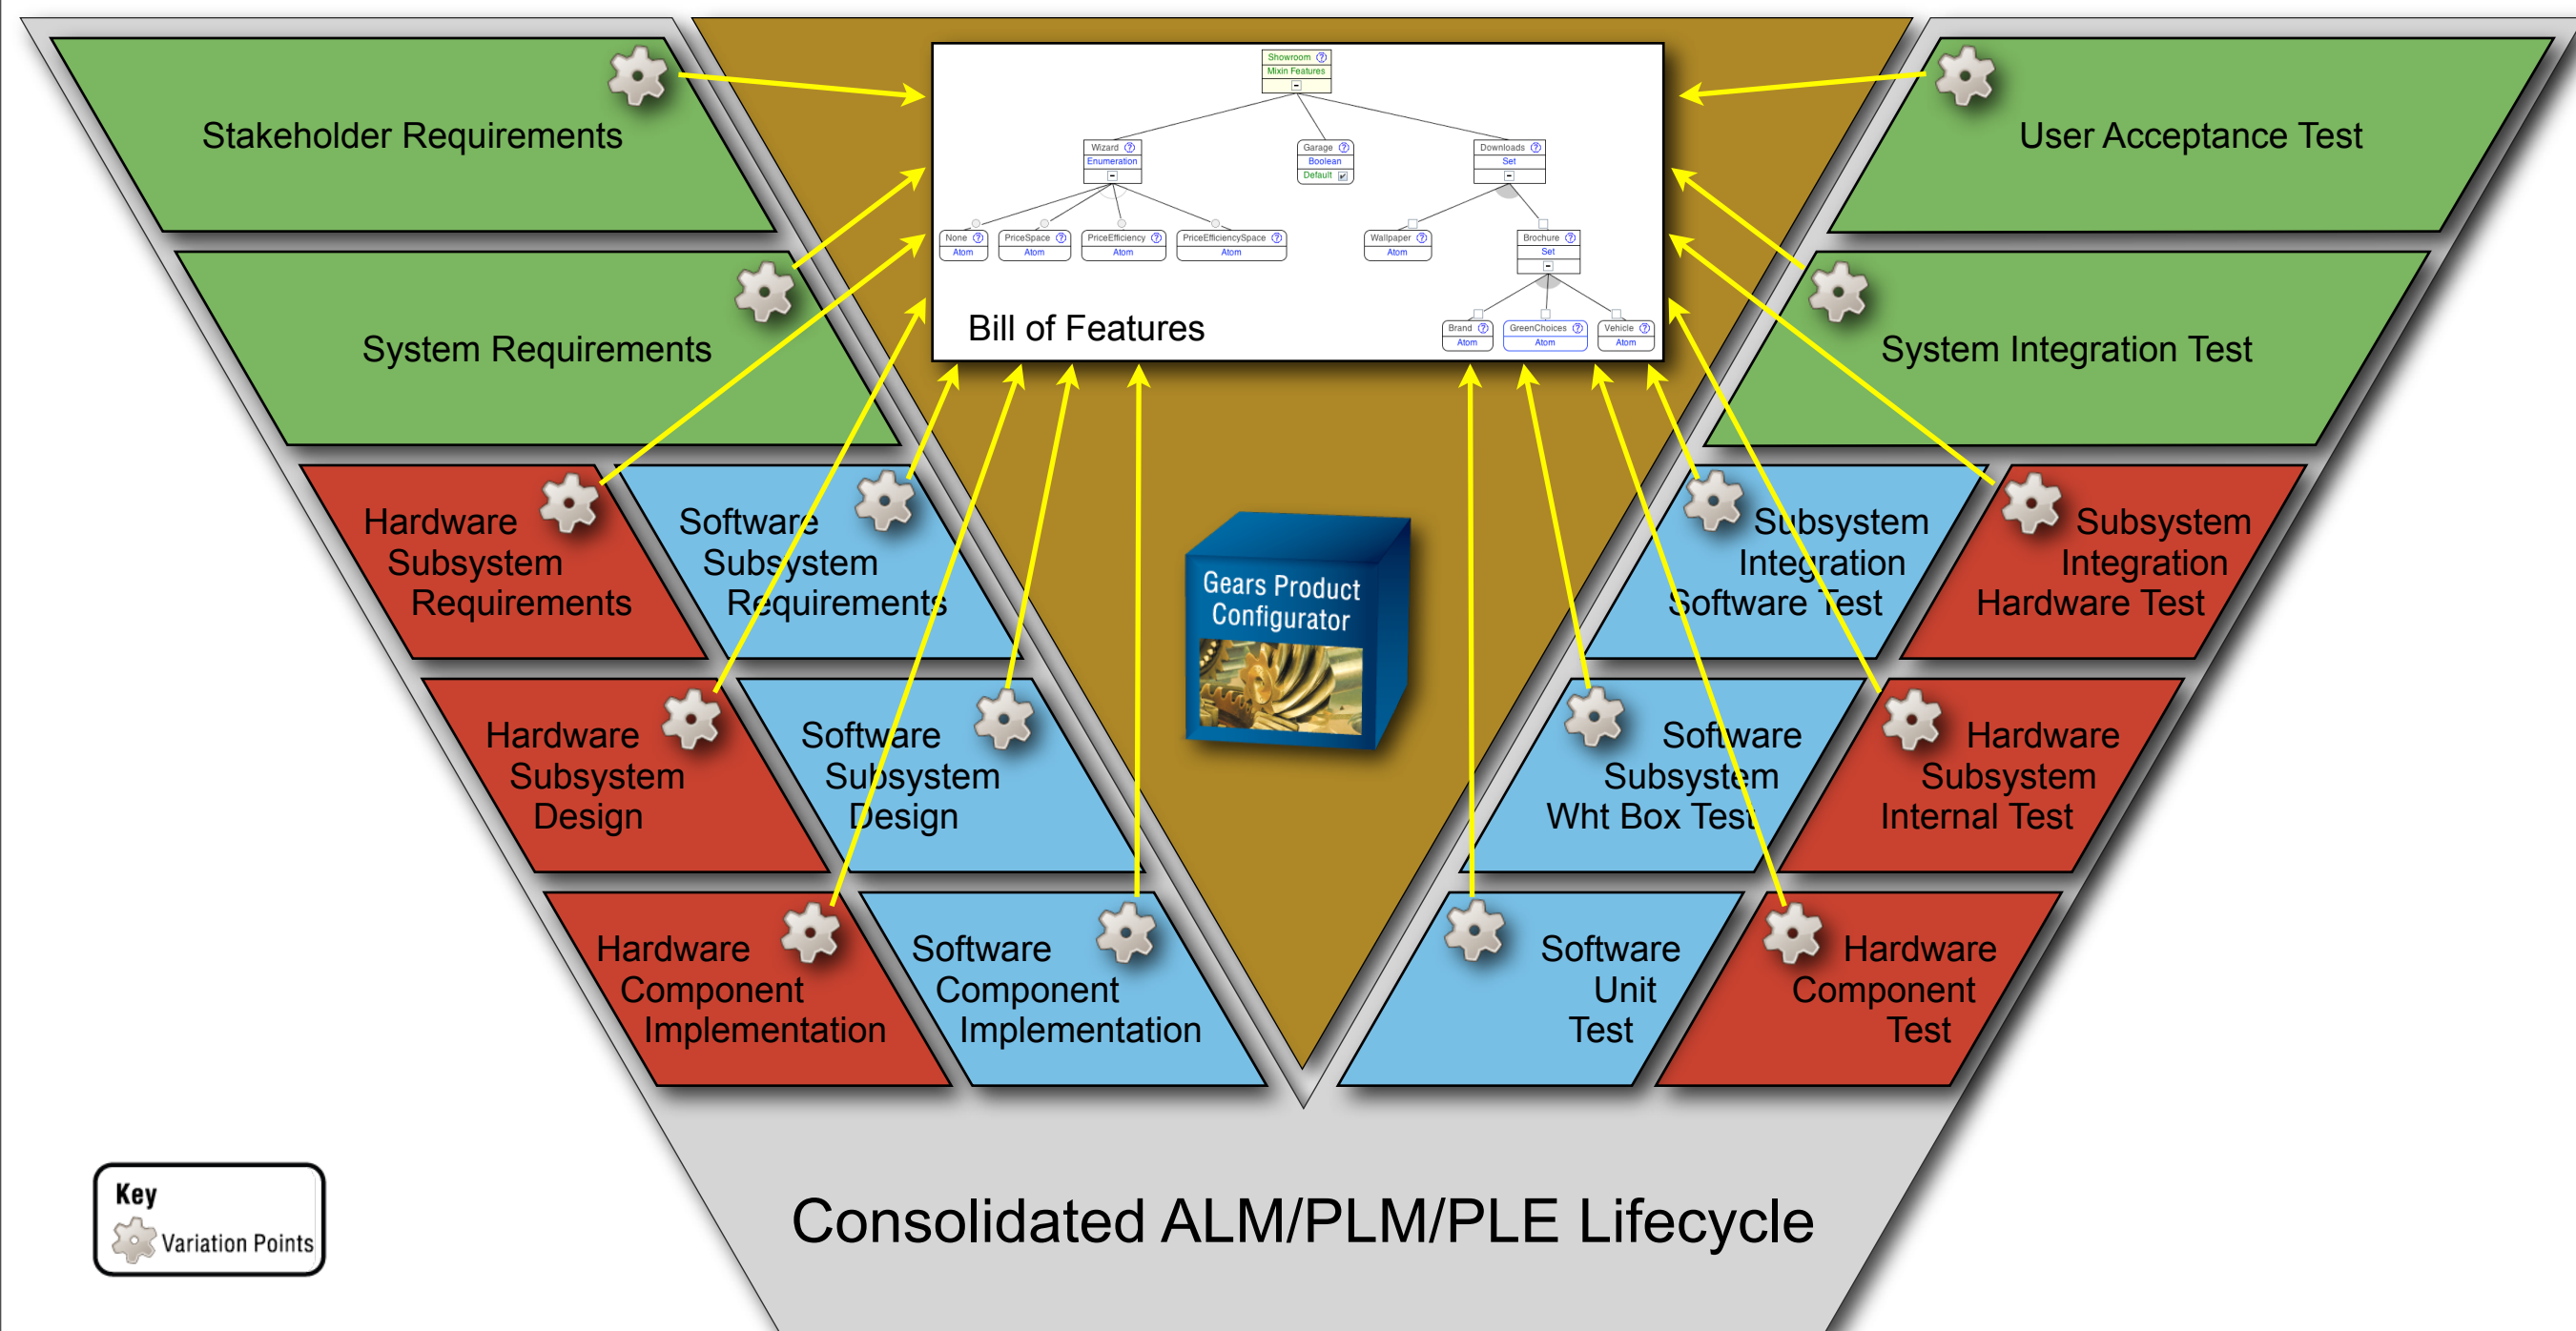 Stakeholder Requirements
System Requirements
Hardware
Subsystem
Requirements
Software
Subsystem
Requirements
Hardware
Subsystem
Design
Software
Subsystem
Design
Hardware
Component
Implementation
Software
Component
Implementation
Showroom ?
Mixin Features
Wizard ?
Enumeration
Garage ?
Boolean
Default
Downloads ?
Set
None ?
Atom
PriceSpace ?
Atom
PriceEfficiency ?
Atom
PriceEfficiencySpace ?
Atom
Wallpaper ?
Atom
Brochure ?
Set
Brand ?
Atom
GreenChoices ?
Atom
Vehicle ?
Atom
Bill of Features
Gears Product
Configurator
User Acceptance Test
System Integration Test
Subsystem
Integration
Software Test
Subsystem
Integration
Hardware Test
Software
Subsystem
Wht Box Test
Hardware
Subsystem
Internal Test
Software
Unit
Test
Hardware
Component
Test
Key
Variation Points
Consolidated ALM/PLM/PLE Lifecycle